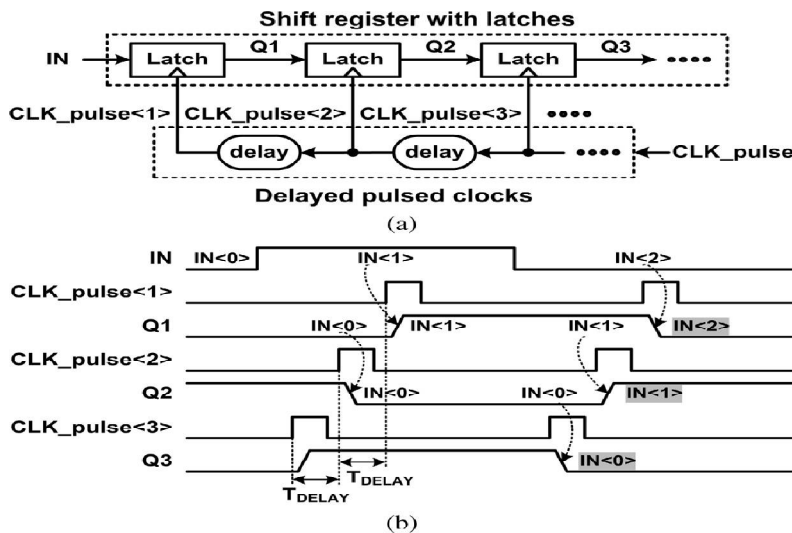 Shift register with latches
IN Latch Q1 Latch Q2 Latch Q3
CLK_pulse<1> CLK_pulse<2> CLK_pulse<3>
delay delay CLK_pulse
Delayed pulsed clocks
(a)
IN IN<0> IN<1> IN<2>
CLK_pulse<1>
Q1 IN<0> IN<1> IN<1> IN<2>
CLK_pulse<2>
Q2 IN<0> IN<0> IN<1>
CLK_pulse<3>
Q3 IN<0>
TDELAY
TDELAY
(b)